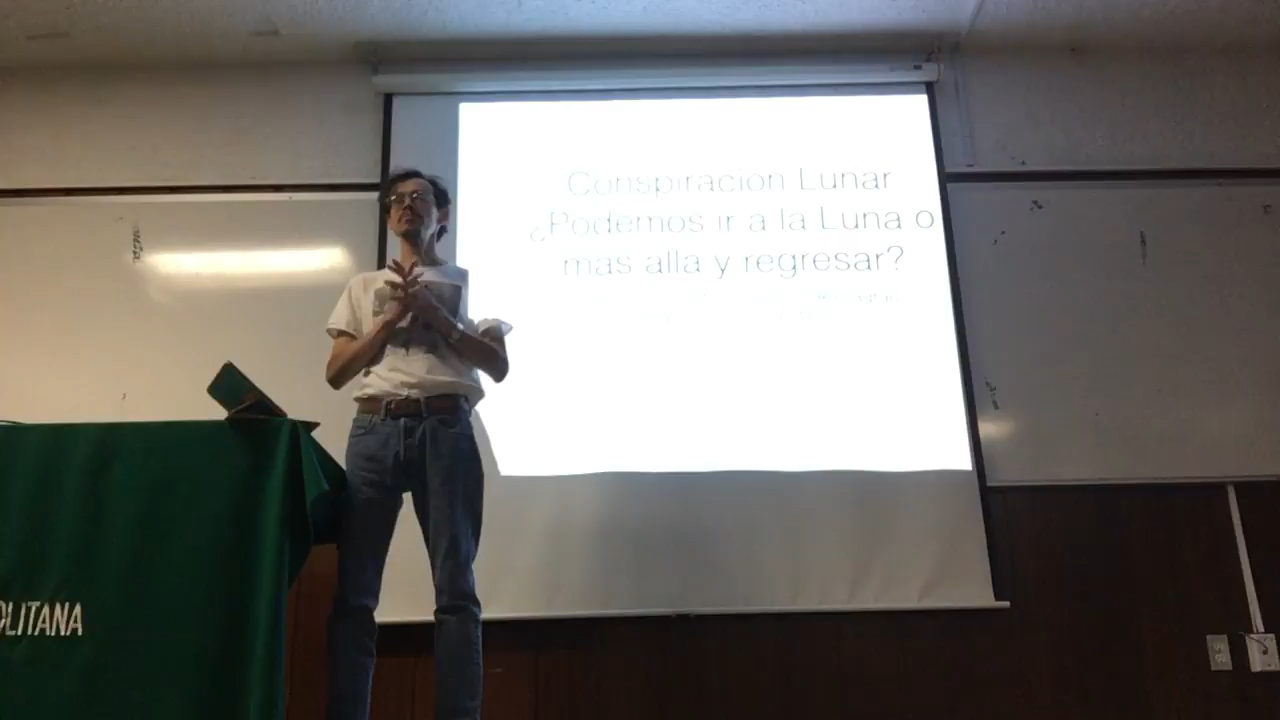 Conspiracion Lunar
¿Podemos ir a la Luna o
mas alla y regresar?
OLITANA